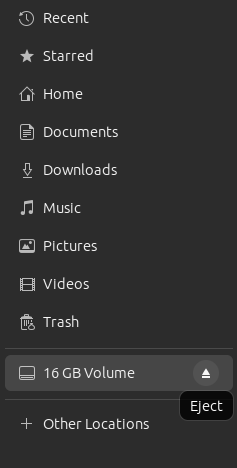 Recent
Starred
Home
Documents
Downloads
Music
Pictures
Videos
Trash
16 GB Volume
Eject
Other Locations